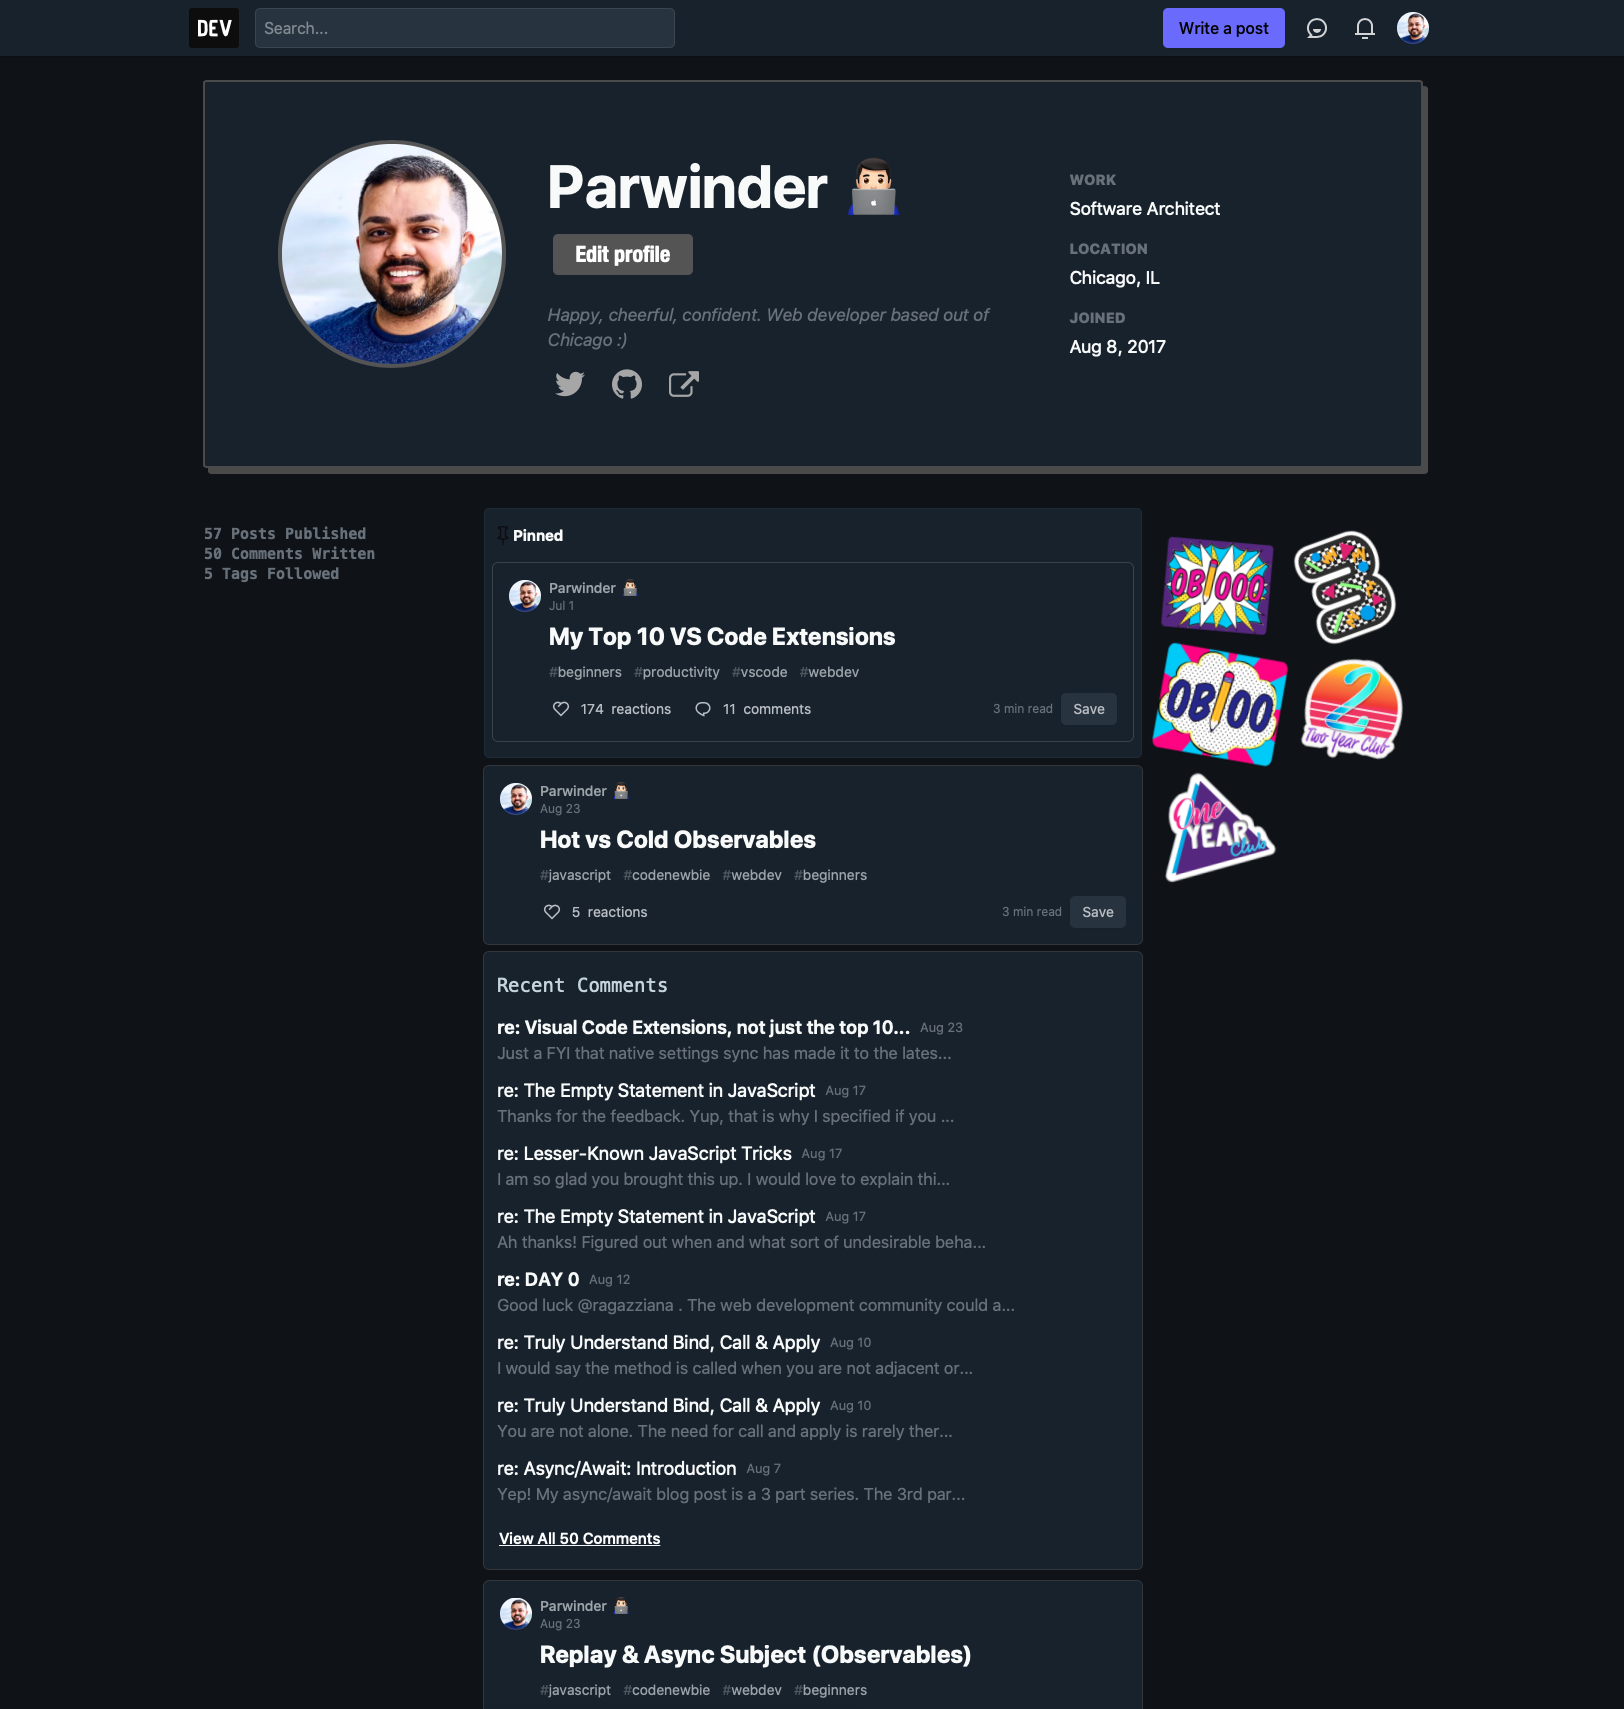 DEV
Search...
Write a post
Parwinder
Edit profile
Happy, cheerful, confident. Web developer based out of
Chicago :)
WORK
Software Architect
LOCATION
Chicago, IL
JOINED
Aug 8, 2017
57 Posts Published
50 Comments Written
5 Tags Followed
Pinned
Parwinder
Jul 1
My Top 10 VS Code Extensions
#beginners #productivity #vscode #webdev
174 reactions 11 comments 3 min read Save
Parwinder
Aug 23
Hot vs Cold Observables
#javascript #codenewbie #webdev #beginners
5 reactions 3 min read Save
Recent Comments
re: Visual Code Extensions, not just the top 10... Aug 23
Just a FYI that native settings sync has made it to the lates...
re: The Empty Statement in JavaScript Aug 17
Thanks for the feedback. Yup, that is why I specified if you ...
re: Lesser-Known JavaScript Tricks Aug 17
I am so glad you brought this up. I would love to explain thi...
re: The Empty Statement in JavaScript Aug 17
Ah thanks! Figured out when and what sort of undesirable beha...
re: DAY 0 Aug 12
Good luck @ragazziana . The web development community could a...
re: Truly Understand Bind, Call & Apply Aug 10
I would say the method is called when you are not adjacent or...
re: Truly Understand Bind, Call & Apply Aug 10
You are not alone. The need for call and apply is rarely ther...
re: Async/Await: Introduction Aug 7
Yep! My async/await blog post is a 3 part series. The 3rd par...
View All 50 Comments
Parwinder
Aug 23
Replay & Async Subject (Observables)
#javascript #codenewbie #webdev #beginners
OB1000
3
OB100
2
Two Year Club
One
YEAR
Club